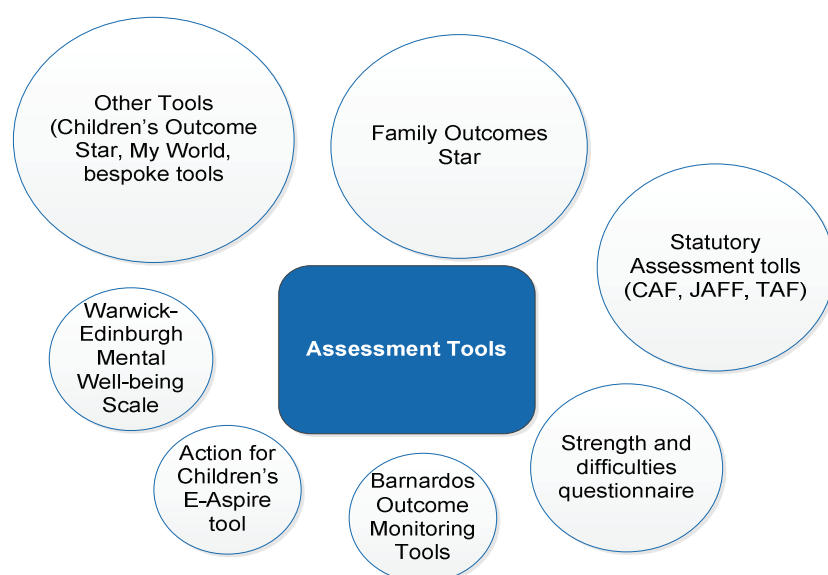 Other Tools
(Children's Outcome
Star, My World,
bespoke tools
Family Outcomes
Star
Statutory
Assessment tolls
(CAF, JAFF, TAF)
Warwick-
Edinburgh
Mental
Well-being
Scale
Assessment Tools
Action for
Children's
E-Aspire
tool
Barnardos
Outcome
Monitoring
Tools
Strength and
difficulties
questionnaire